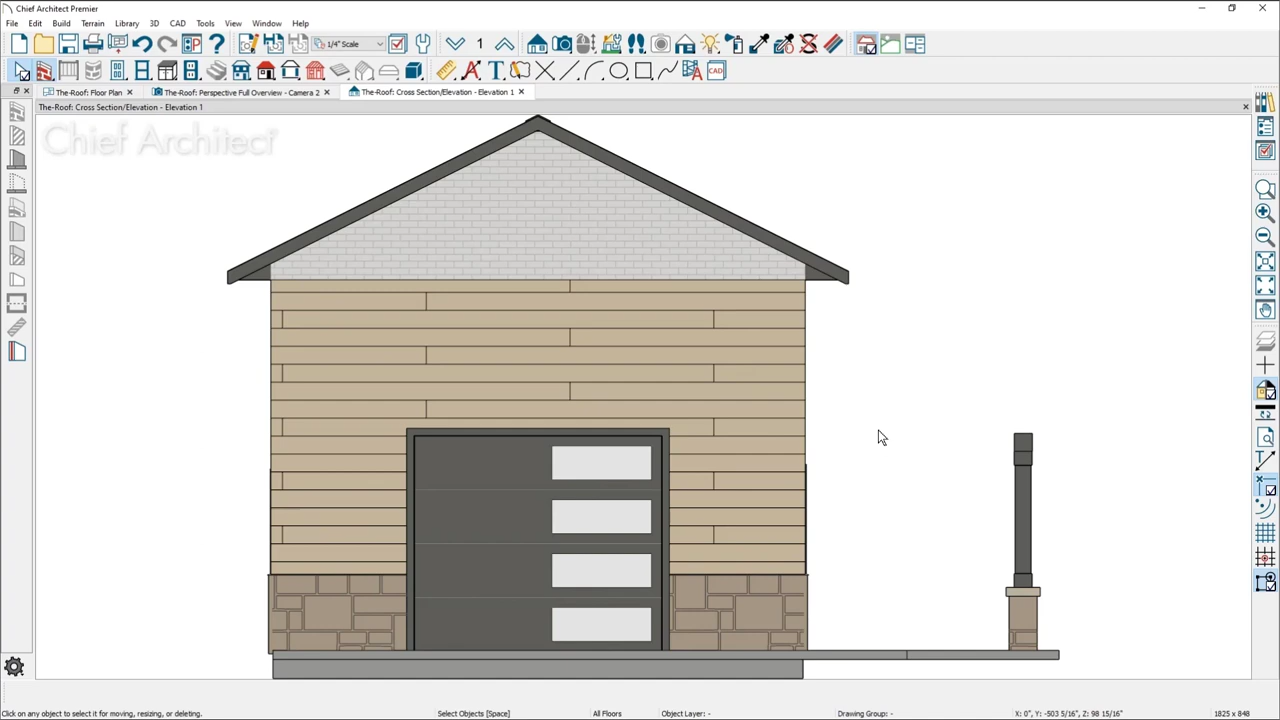 Chief Architect Premier
File Edit Build Terrain Library 3D CAD Tools View Window Help
1/4" Scale 1
CAD
The-Roof: Floor Plan The-Roof: Perspective Full Overview - Camera 2 The-Roof: Cross Section/Elevation - Elevation 1
The-Roof: Cross Section/Elevation - Elevation 1
Chief Architect
Click on any object to select it for moving, resizing, or deleting. Select Objects [Space] All Floors Object Layer: - Drawing Group: - X: 0", Y: -503 5/16", Z: 98 15/16" 1825 x 848